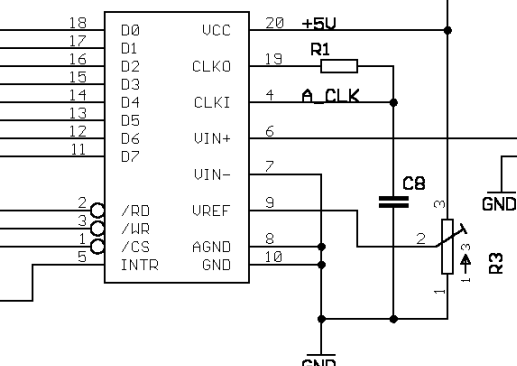 18 D0 VCC 20 +5V
17 D1
16 D2 CLKO 19 R1
15 D3
14 D4 CLKI 4 A_CLK
13 D5
12 D6 VIN+ 6
11 D7
VIN- 7
C8
GND
2 /RD VREF 9 3
3 /WR
1 /CS AGND 8 2 3
5 INTR GND 10 R3
1 1
GND